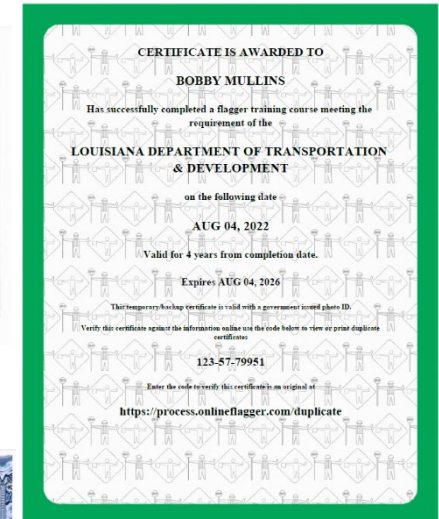 CERTIFICATE IS AWARDED TO
BOBBY MULLINS
Has successfully completed a flagger training course meeting the
requirement of the
LOUISIANA DEPARTMENT OF TRANSPORTATION
& DEVELOPMENT
on the following date
AUG 04, 2022
Valid for 4 years from completion date.
Expires AUG 04, 2026
This temporary/backup certificate is valid with a government issued photo ID.
Verify this certificate against the information online use the code below to view or print duplicate
certificates
123-57-79951
Enter the code to verify this certificate is an original at
https://process.onlineflagger.com/duplicate